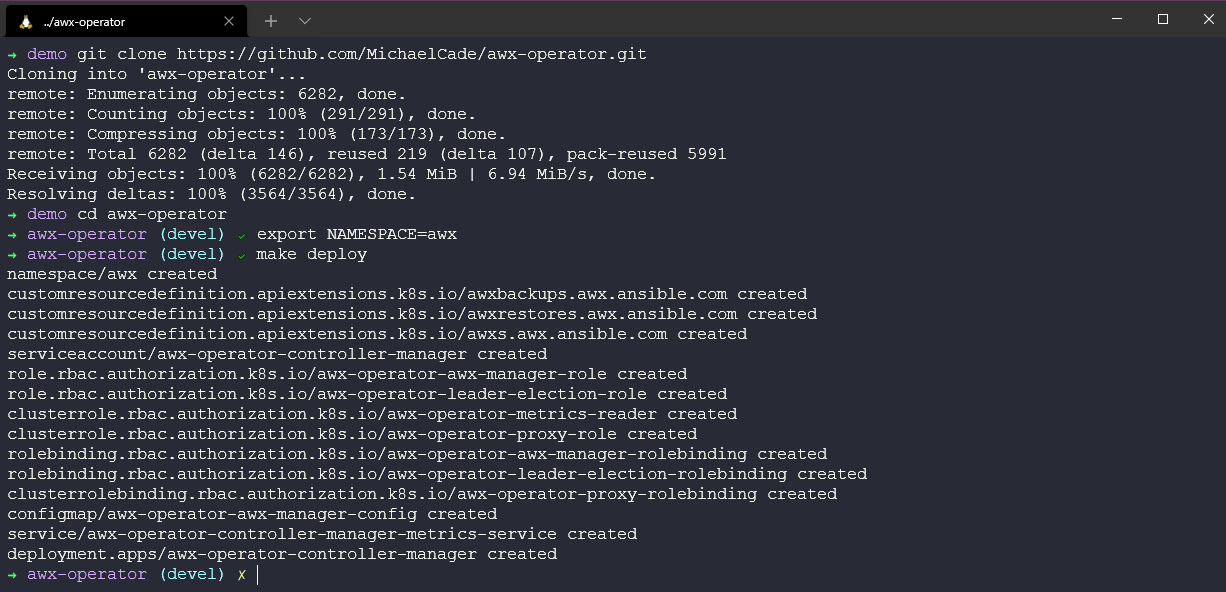 ../awx-operator
→ demo git clone https://github.com/MichaelCade/awx-operator.git
Cloning into 'awx-operator'...
remote: Enumerating objects: 6282, done.
remote: Counting objects: 100% (291/291), done.
remote: Compressing objects: 100% (173/173), done.
remote: Total 6282 (delta 146), reused 219 (delta 107), pack-reused 5991
Receiving objects: 100% (6282/6282), 1.54 MiB | 6.94 MiB/s, done.
Resolving deltas: 100% (3564/3564), done.
→ demo cd awx-operator
→ awx-operator (devel) ✓ export NAMESPACE=awx
→ awx-operator (devel) ✓ make deploy
namespace/awx created
customresourcedefinition.apiextensions.k8s.io/awxbackups.awx.ansible.com created
customresourcedefinition.apiextensions.k8s.io/awxrestores.awx.ansible.com created
customresourcedefinition.apiextensions.k8s.io/awxs.awx.ansible.com created
serviceaccount/awx-operator-controller-manager created
role.rbac.authorization.k8s.io/awx-operator-awx-manager-role created
role.rbac.authorization.k8s.io/awx-operator-leader-election-role created
clusterrole.rbac.authorization.k8s.io/awx-operator-metrics-reader created
clusterrole.rbac.authorization.k8s.io/awx-operator-proxy-role created
rolebinding.rbac.authorization.k8s.io/awx-operator-awx-manager-rolebinding created
rolebinding.rbac.authorization.k8s.io/awx-operator-leader-election-rolebinding created
clusterrolebinding.rbac.authorization.k8s.io/awx-operator-proxy-rolebinding created
configmap/awx-operator-awx-manager-config created
service/awx-operator-controller-manager-metrics-service created
deployment.apps/awx-operator-controller-manager created
→ awx-operator (devel) ✗